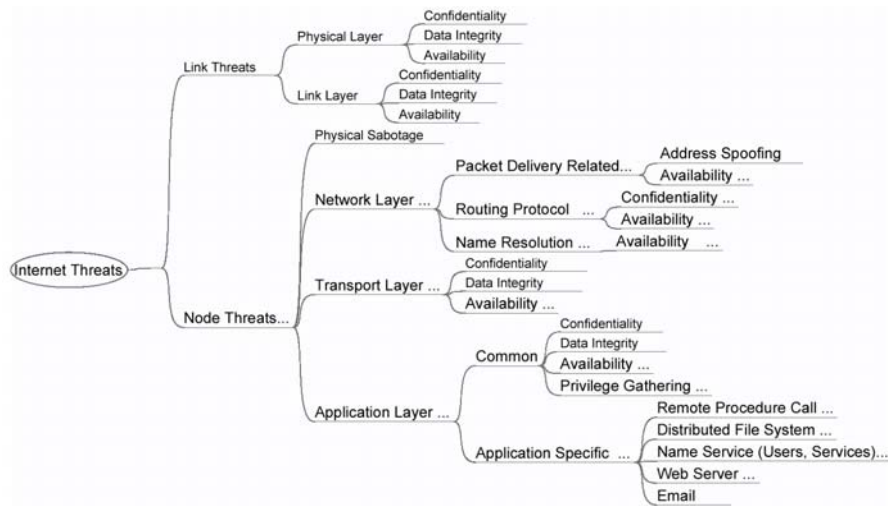 Internet Threats
Link Threats
Physical Layer
Confidentiality
Data Integrity
Availability
Link Layer
Confidentiality
Data Integrity
Availability
Node Threats...
Physical Sabotage
Network Layer ...
Packet Delivery Related...
Address Spoofing
Availability ...
Routing Protocol ...
Confidentiality ...
Availability ...
Name Resolution ...
Availability ...
Transport Layer ...
Confidentiality
Data Integrity
Availability ...
Application Layer ...
Common
Confidentiality
Data Integrity
Availability ...
Privilege Gathering ...
Application Specific ...
Remote Procedure Call ...
Distributed File System ...
Name Service (Users, Services)...
Web Server ...
Email